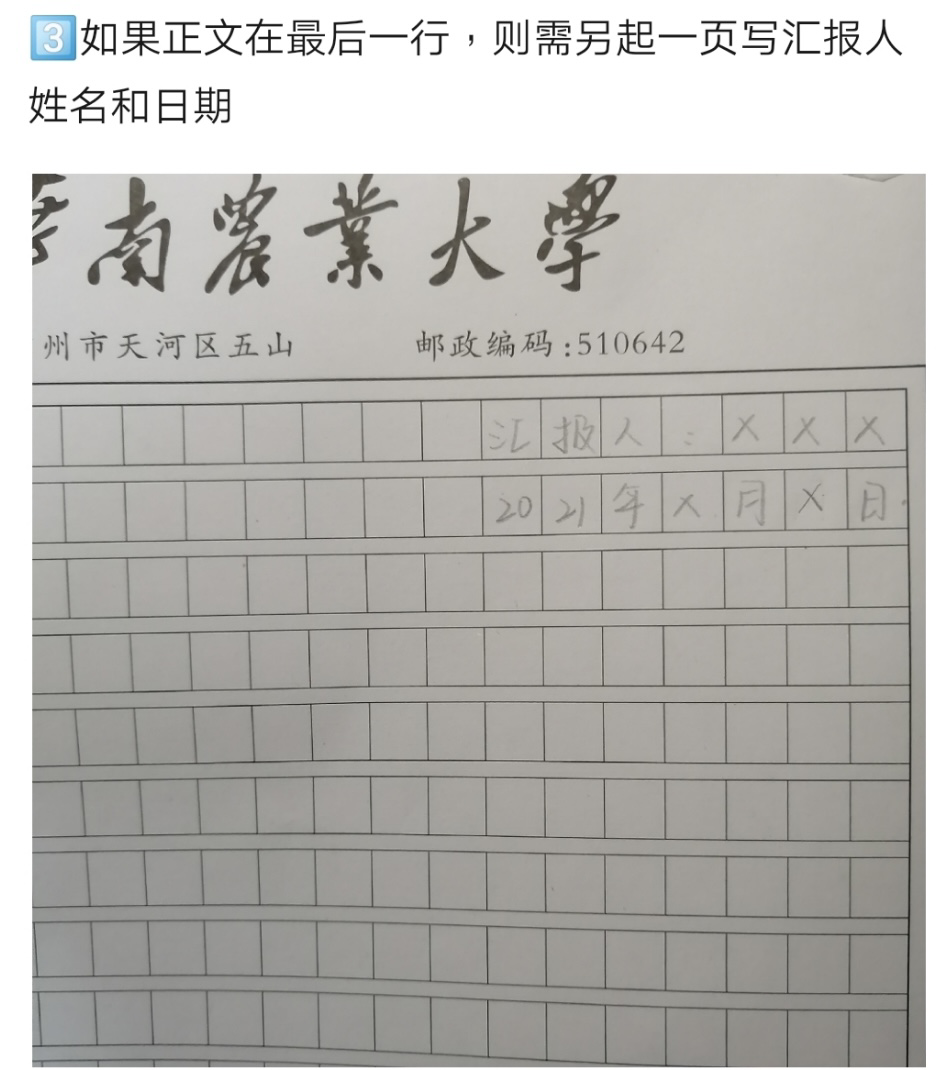 3如果正文在最后一行，则需另起一页写汇报人
姓名和日期
南農業大學
州市天河区五山 邮政编码:510642
汇报人:XXX
2021年X月X日.